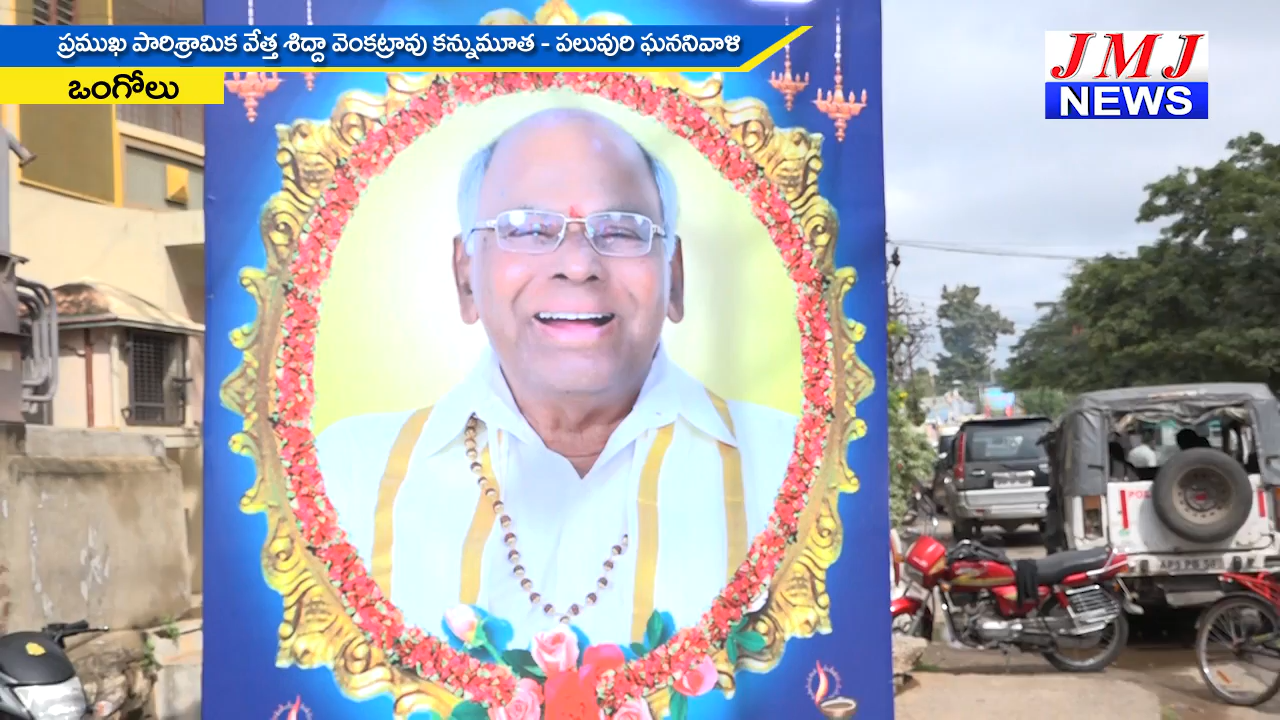 ప్రముఖ పారిశ్రామిక వేత్త శిద్దా వెంకట్రావు కన్నుమూత - పలువురి ఘననివాళి
ఒంగోలు
JMJ
NEWS